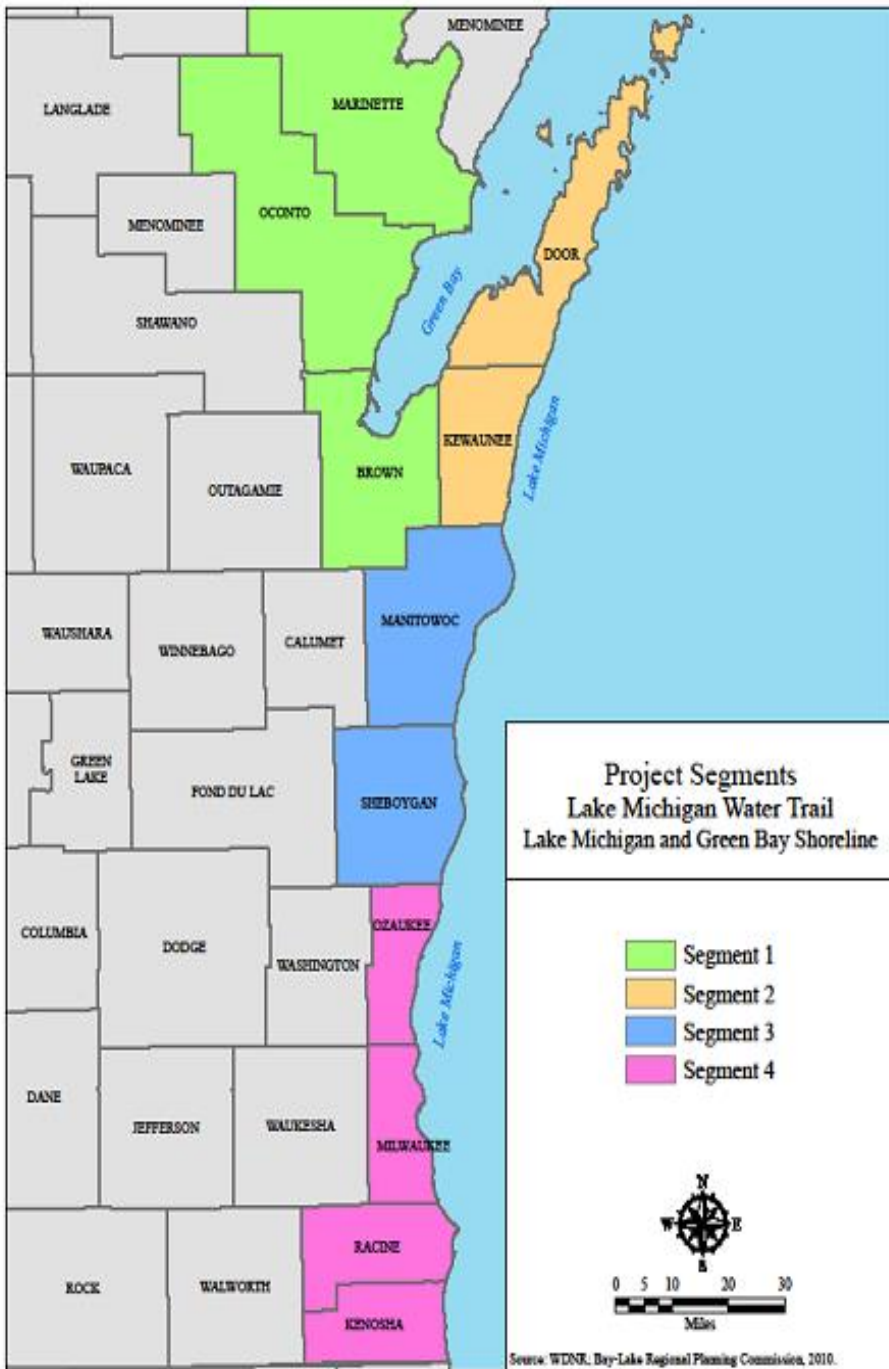 MENOMINEE
LANGLADE
MARINETTE
MENOMINEE
OCONTO
DOOR
SHAWANO
Green Bay
WAUPACA
OUTAGAMIE
BROWN
KEWAUNEE
Lake Michigan
WAUSHARA
WINNEBAGO
CALUMET
MANITOWOC
GREEN
LAKE
FOND DU LAC
SHEBOYGAN
Project Segments
Lake Michigan Water Trail
Lake Michigan and Green Bay Shoreline
COLUMBIA
DODGE
WASHINGTON
OZAUKEE
Lake Michigan
Segment 1
Segment 2
Segment 3
Segment 4
DANE
JEFFERSON
WAUKESHA
MILWAUKEE
ROCK
WALWORTH
RACINE
KENOSHA
N
W E
S
0 5 10 20 30
Miles
Source: WDNR; Bay-Lake Regional Planning Commission, 2010.